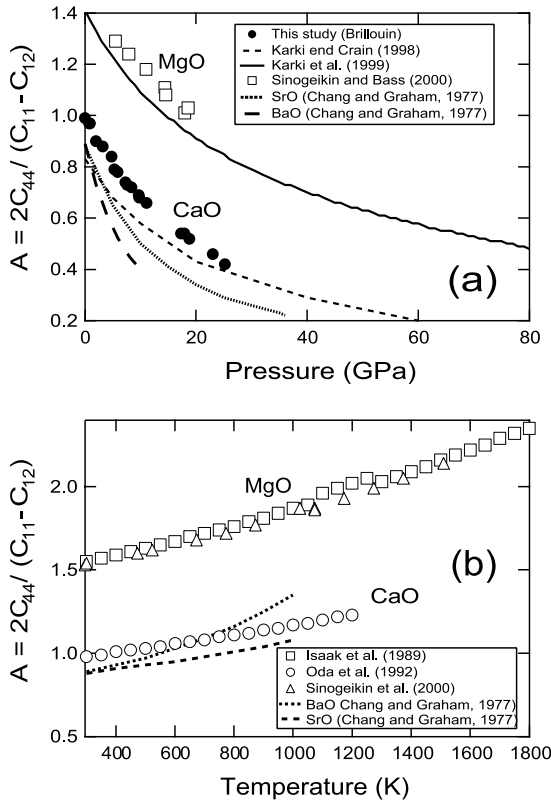 1.4
1.2
1.0
0.8
0.6
0.4
0.2
A = 2C44 / (C11 - C12)
MgO
CaO
● This study (Brillouin)
Karki end Crain (1998)
Karki et al. (1999)
□ Sinogeikin and Bass (2000)
SrO (Chang and Graham, 1977)
BaO (Chang and Graham, 1977)
(a)
0 20 40 60 80
Pressure (GPa)
2.0
1.5
1.0
0.5
A = 2C44 / (C11 - C12)
MgO
(b)
CaO
□ Isaak et al. (1989)
○ Oda et al. (1992)
△ Sinogeikin et al. (2000)
BaO Chang and Graham, 1977)
SrO (Chang and Graham, 1977)
400 600 800 1000 1200 1400 1600 1800
Temperature (K)